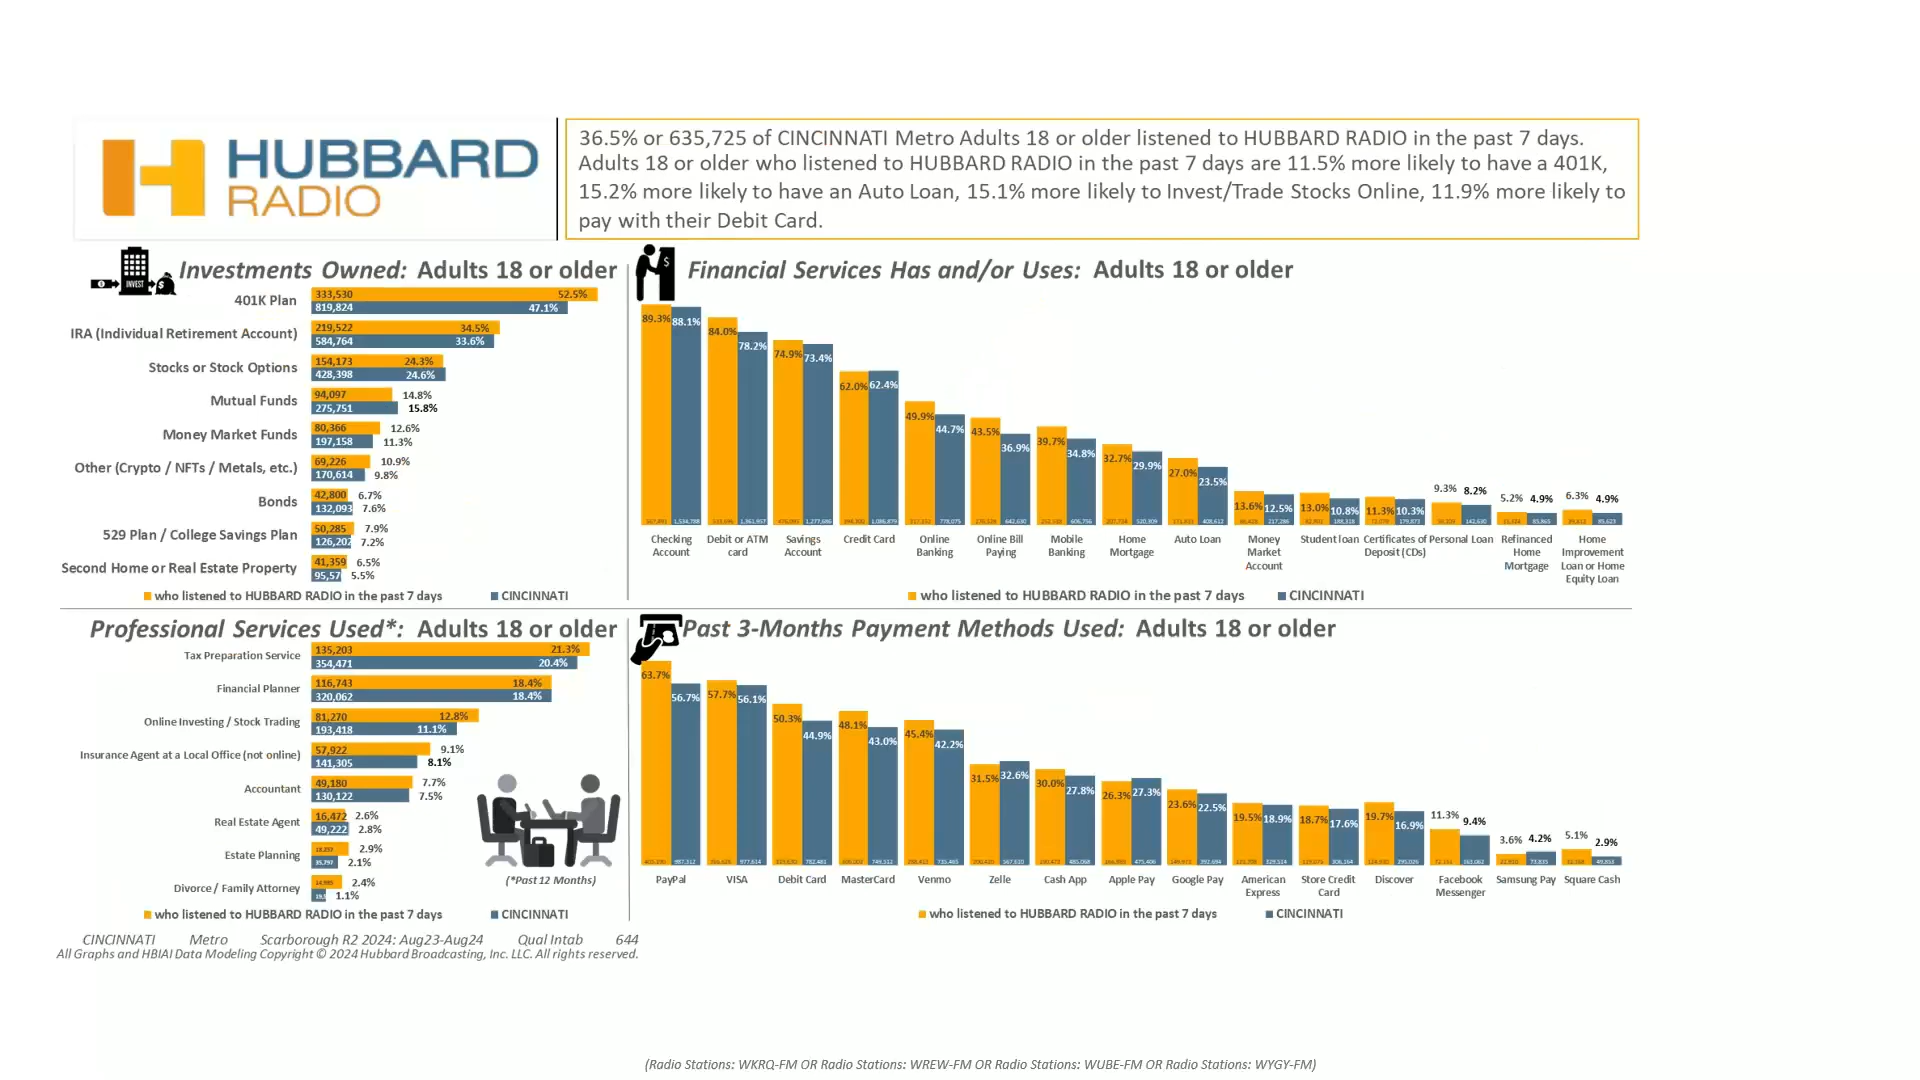 HUBBARD
RADIO
36.5% or 635,725 of CINCINNATI Metro Adults 18 or older listened to HUBBARD RADIO in the past 7 days.
Adults 18 or older who listened to HUBBARD RADIO in the past 7 days are 11.5% more likely to have a 401K,
15.2% more likely to have an Auto Loan, 15.1% more likely to Invest/Trade Stocks Online, 11.9% more likely to
pay with their Debit Card.
INVEST
Investments Owned: Adults 18 or older
401K Plan
333,530 52.5%
819,824 47.1%
IRA (Individual Retirement Account)
219,522 34.5%
584,764 33.6%
Stocks or Stock Options
154,173 24.3%
428,398 24.6%
Mutual Funds
94,097 14.8%
275,751 15.8%
Money Market Funds
80,366 12.6%
197,158 11.3%
Other (Crypto / NFTs / Metals, etc.)
69,226 10.9%
170,614 9.8%
Bonds
42,800 6.7%
132,093 7.6%
529 Plan / College Savings Plan
50,285 7.9%
126,202 7.2%
Second Home or Real Estate Property
41,359 6.5%
95,57 5.5%
who listened to HUBBARD RADIO in the past 7 days CINCINNATI
Financial Services Has and/or Uses: Adults 18 or older
89.3% 88.1%
84.0% 78.2%
74.9% 73.4%
62.0% 62.4%
49.9% 44.7%
43.5% 36.9%
39.7% 34.8%
32.7% 29.9%
27.0% 23.5%
13.6% 12.5%
13.0% 10.8%
11.3% 10.3%
9.3% 8.2%
5.2% 4.9%
6.3% 4.9%
Checking
Account
Debit or ATM
card
Savings
Account
Credit Card
Online
Banking
Online Bill
Paying
Mobile
Banking
Home
Mortgage
Auto Loan
Money
Market
Account
Student loan
Certificates of
Deposit (CDs)
Personal Loan
Refinanced
Home
Mortgage
Home
Improvement
Loan or Home
Equity Loan
who listened to HUBBARD RADIO in the past 7 days CINCINNATI
Professional Services Used*: Adults 18 or older
Tax Preparation Service
135,203 21.3%
354,471 20.4%
Financial Planner
116,743 18.4%
320,062 18.4%
Online Investing / Stock Trading
81,270 12.8%
193,418 11.1%
Insurance Agent at a Local Office (not online)
57,922 9.1%
141,305 8.1%
Accountant
49,180 7.7%
130,122 7.5%
Real Estate Agent
16,472 2.6%
49,222 2.8%
Estate Planning
2.9%
2.1%
Divorce / Family Attorney
2.4%
1.1%
(*Past 12 Months)
who listened to HUBBARD RADIO in the past 7 days CINCINNATI
Past 3-Months Payment Methods Used: Adults 18 or older
63.7% 56.7%
57.7% 56.1%
50.3% 44.9%
48.1% 43.0%
45.4% 42.2%
31.5% 32.6%
30.0% 27.8%
26.3% 27.3%
23.6% 22.5%
19.5% 18.9%
18.7% 17.6%
19.7% 16.9%
11.3% 9.4%
3.6% 4.2%
5.1% 2.9%
PayPal
VISA
Debit Card
MasterCard
Venmo
Zelle
Cash App
Apple Pay
Google Pay
American
Express
Store Credit
Card
Discover
Facebook
Messenger
Samsung Pay
Square Cash
who listened to HUBBARD RADIO in the past 7 days CINCINNATI
CINCINNATI Metro Scarborough R2 2024: Aug23-Aug24 Qual Intab 644
All Graphs and HBIAI Data Modeling Copyright © 2024 Hubbard Broadcasting, Inc. LLC. All rights reserved.
(Radio Stations: WKRQ-FM OR Radio Stations: WREW-FM OR Radio Stations: WUBE-FM OR Radio Stations: WYGY-FM)